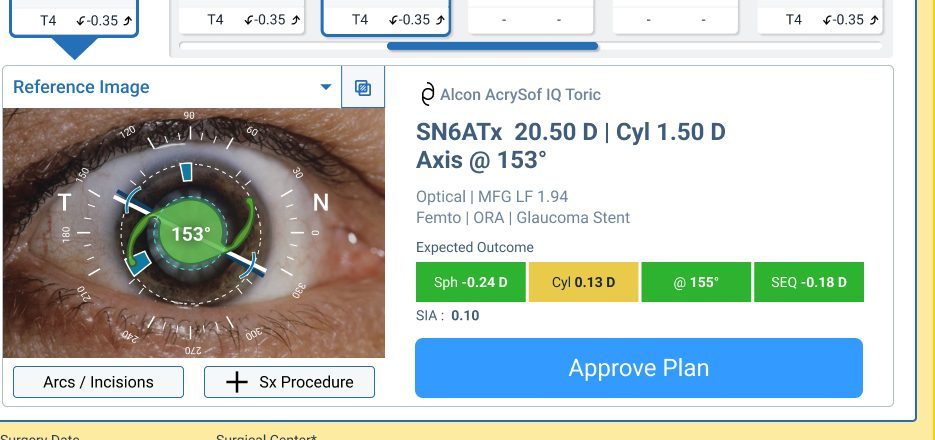 T4 -0.35
T4 -0.35
- -
- -
T4 -0.35
Reference Image
Alcon AcrySof IQ Toric
SN6ATx 20.50 D | Cyl 1.50 D
Axis @ 153°
Optical | MFG LF 1.94
Femto | ORA | Glaucoma Stent
Expected Outcome
Sph -0.24 D
Cyl 0.13 D
@ 155°
SEQ -0.18 D
SIA : 0.10
Approve Plan
90
120
60
150
30
T
N
180
153°
0
210
330
240
300
270
Arcs / Incisions
+ Sx Procedure
Surgery Date
Surgical Center*